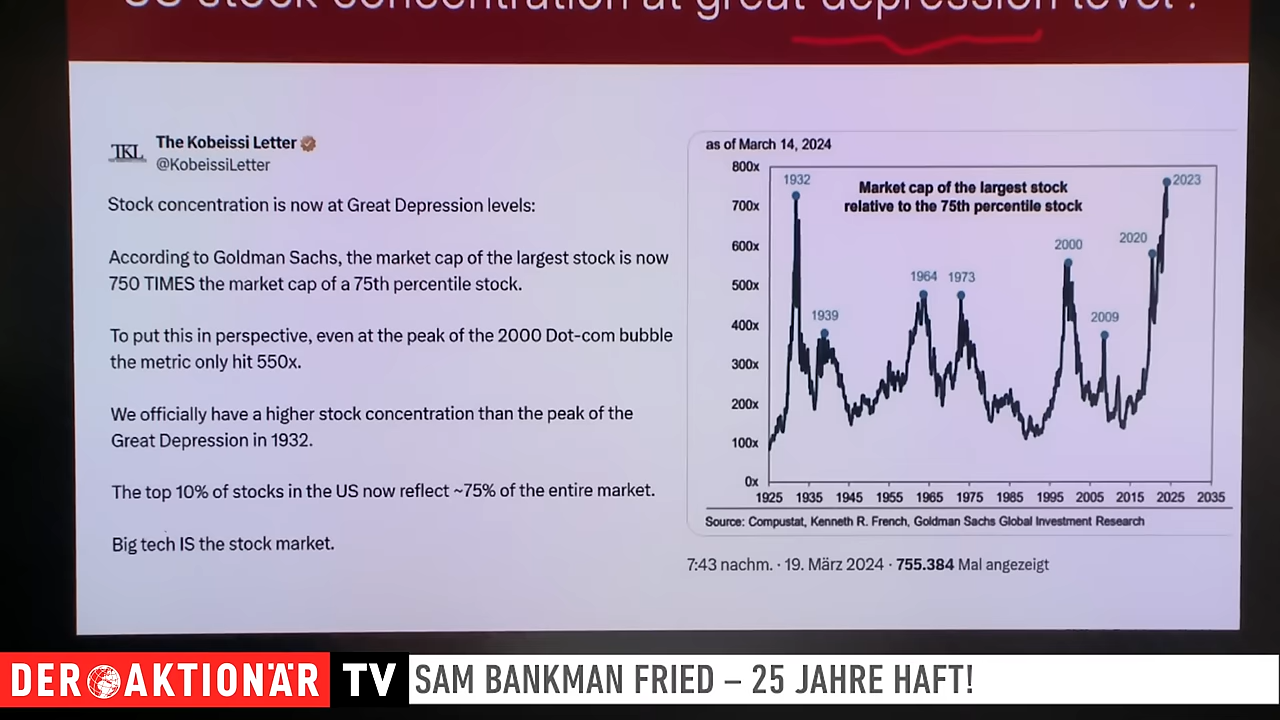 US stock concentration at great depression level !
TKL
The Kobeissi Letter
@KobeissiLetter
Stock concentration is now at Great Depression levels:
According to Goldman Sachs, the market cap of the largest stock is now
750 TIMES the market cap of a 75th percentile stock.
To put this in perspective, even at the peak of the 2000 Dot-com bubble
the metric only hit 550x.
We officially have a higher stock concentration than the peak of the
Great Depression in 1932.
The top 10% of stocks in the US now reflect ~75% of the entire market.
Big tech IS the stock market.
as of March 14, 2024
Market cap of the largest stock
relative to the 75th percentile stock
800x
700x
600x
500x
400x
300x
200x
100x
0x
1932
1939
1964
1973
2000
2009
2020
2023
1925 1935 1945 1955 1965 1975 1985 1995 2005 2015 2025 2035
Source: Compustat, Kenneth R. French, Goldman Sachs Global Investment Research
7:43 nachm. · 19. März 2024 · 755.384 Mal angezeigt
DER AKTIONÄR TV
SAM BANKMAN FRIED – 25 JAHRE HAFT!